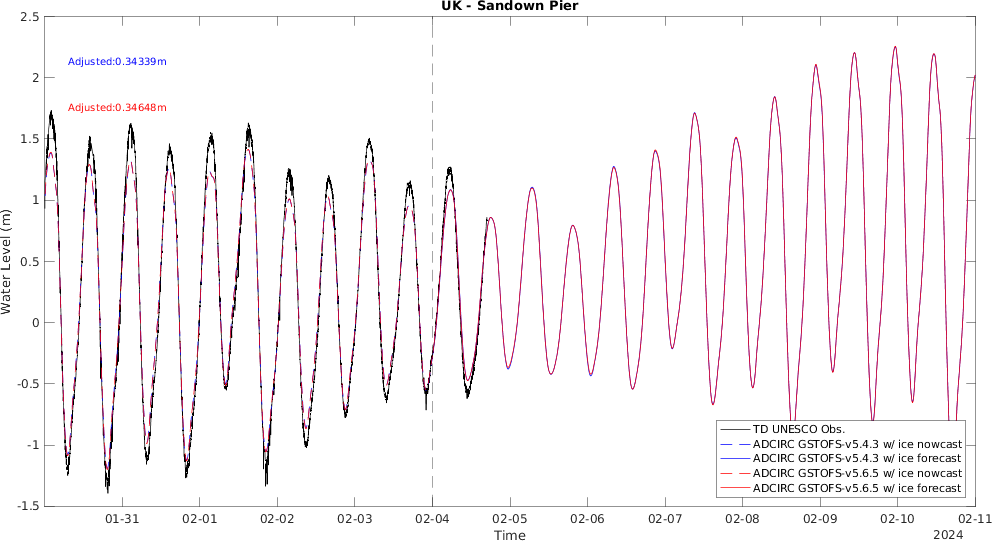 UK - Sandown Pier
2.5
2
1.5
1
0.5
0
-0.5
-1
-1.5
Water Level (m)
Adjusted:0.34339m
Adjusted:0.34648m
TD UNESCO Obs.
ADCIRC GSTOFS-v5.4.3 w/ ice nowcast
ADCIRC GSTOFS-v5.4.3 w/ ice forecast
ADCIRC GSTOFS-v5.6.5 w/ ice nowcast
ADCIRC GSTOFS-v5.6.5 w/ ice forecast
01-31 02-01 02-02 02-03 02-04 02-05 02-06 02-07 02-08 02-09 02-10 02-11
Time
2024